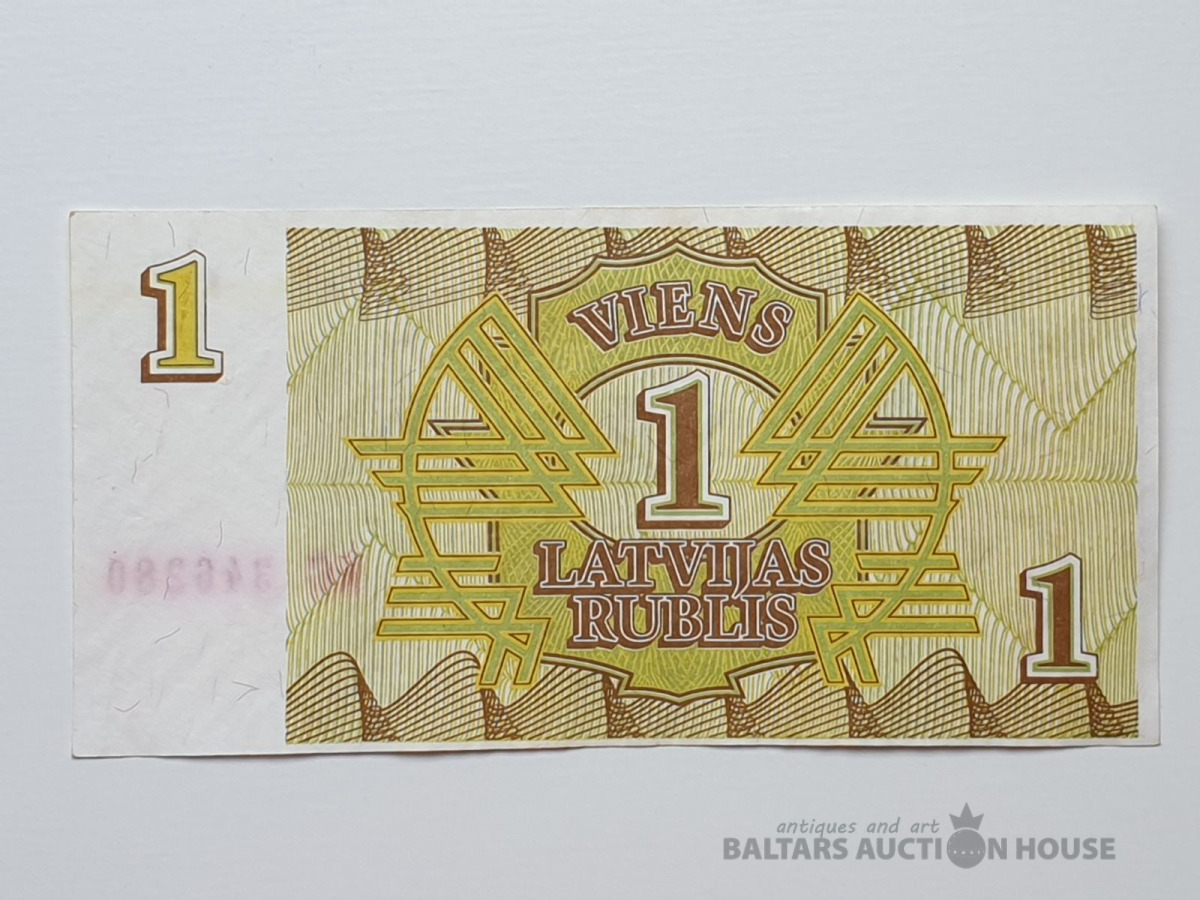 1
VIENS
1
LATVIJAS
RUBLIS
1
antiques and art
BALTARS AUCTION HOUSE